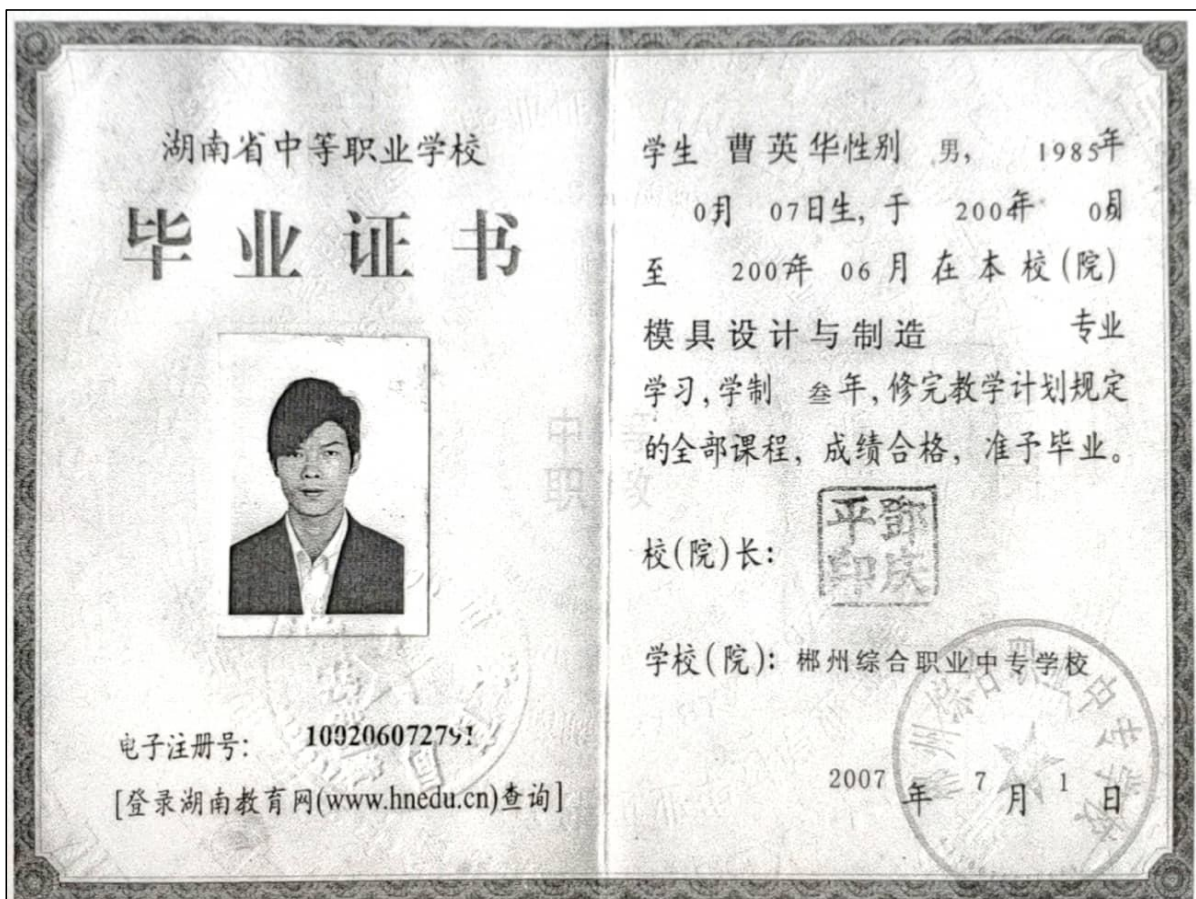 湖南省中等职业学校
毕业证书
电子注册号:
[登录湖南教育网(www.hnedu.cn)查询]
学生 曹英华性别 男, 1985年
月 07日生, 于 年 月
至 年 06月在本校(院)
模具设计与制造 专业
学习,学制 叁年,修完教学计划规定
的全部课程, 成绩合格, 准予毕业。
校(院)长:
邓庆平印
学校(院): 郴州综合职业中专学校
2007年 7月 1日